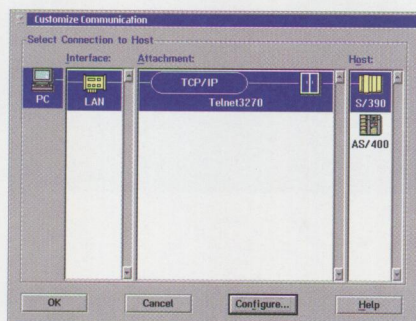 Customize Communication
Select Connection to Host
Interface:
Attachment:
Host:
PC
LAN
TCP/IP
Telnet3270
S/390
AS/400
OK
Cancel
Configure...
Help